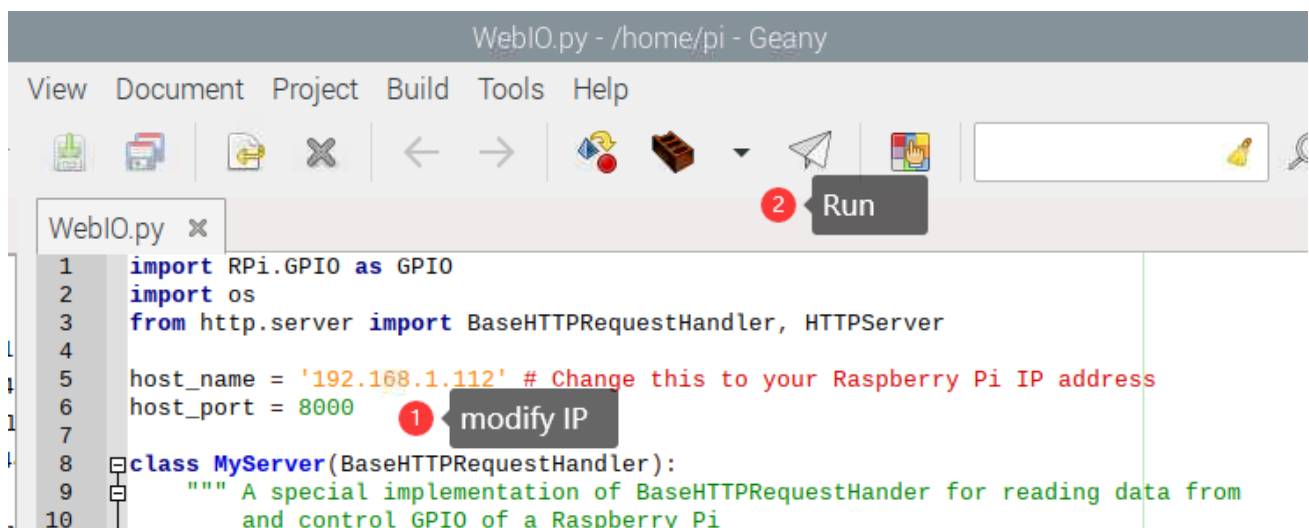 WebIO.py - /home/pi - Geany
View Document Project Build Tools Help
2 Run
WebIO.py
1 import RPi.GPIO as GPIO
2 import os
3 from http.server import BaseHTTPRequestHandler, HTTPServer
4
5 host_name = '192.168.1.112' # Change this to your Raspberry Pi IP address
6 host_port = 8000
1 modify IP
7
8 class MyServer(BaseHTTPRequestHandler):
9 """ A special implementation of BaseHTTPRequestHander for reading data from
10 and control GPIO of a Raspberry Pi